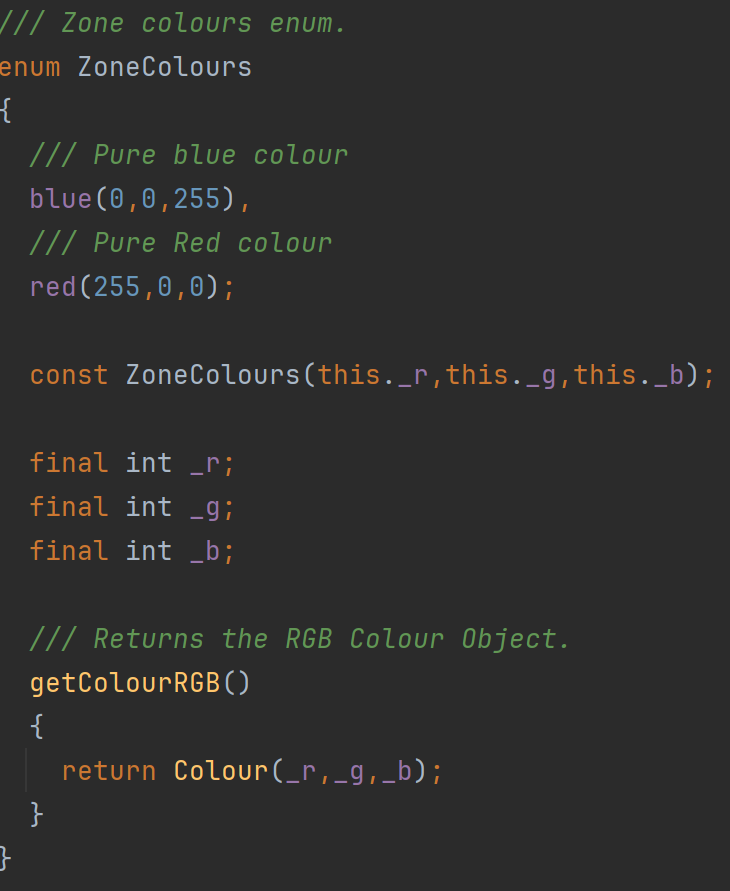 /// Zone colours enum.
enum ZoneColours
{
  /// Pure blue colour
  blue(0,0,255),
  /// Pure Red colour
  red(255,0,0);

  const ZoneColours(this._r,this._g,this._b);

  final int _r;
  final int _g;
  final int _b;

  /// Returns the RGB Colour Object.
  getColourRGB()
  {
    return Colour(_r,_g,_b);
  }
}